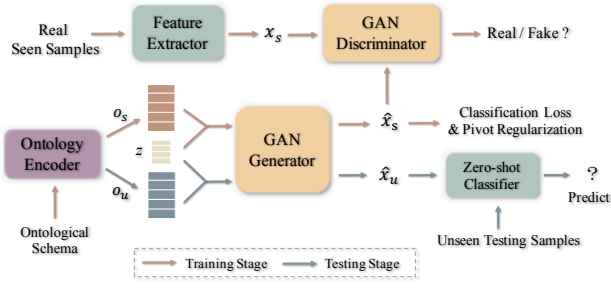 Real
Seen Samples
Feature
Extractor
x_s
GAN
Discriminator
Real / Fake ?
o_s
x̂_s
Classification Loss
& Pivot Regularization
Ontology
Encoder
z
GAN
Generator
o_u
x̂_u
Zero-shot
Classifier
?
Predict
Ontological
Schema
Unseen Testing Samples
Training Stage
Testing Stage